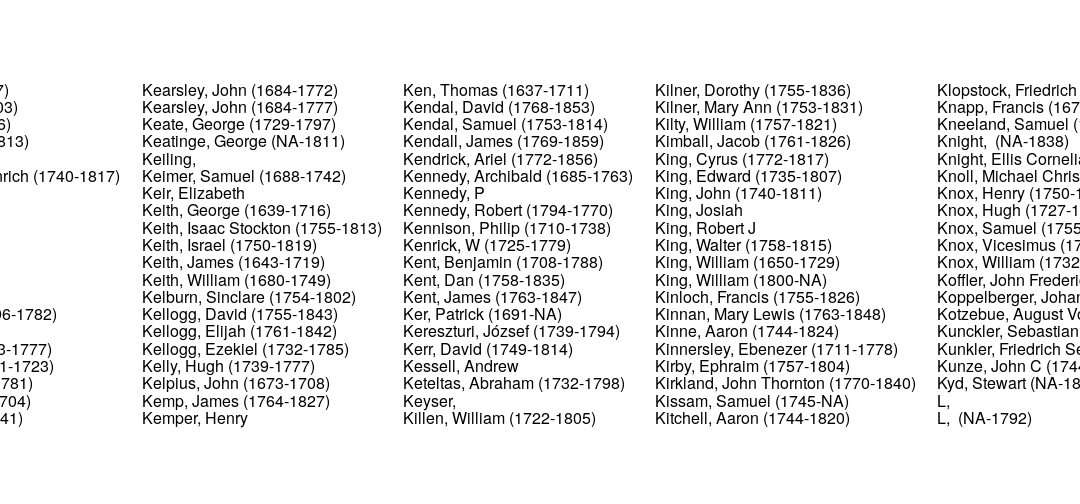 7)
03)
6)
813)
nrich (1740-1817)
96-1782)
3-1777)
1-1723)
781)
704)
41)
Kearsley, John (1684-1772)
Kearsley, John (1684-1777)
Keate, George (1729-1797)
Keatinge, George (NA-1811)
Keiling,
Keimer, Samuel (1688-1742)
Keir, Elizabeth
Keith, George (1639-1716)
Keith, Isaac Stockton (1755-1813)
Keith, Israel (1750-1819)
Keith, James (1643-1719)
Keith, William (1680-1749)
Kelburn, Sinclare (1754-1802)
Kellogg, David (1755-1843)
Kellogg, Elijah (1761-1842)
Kellogg, Ezekiel (1732-1785)
Kelly, Hugh (1739-1777)
Kelpius, John (1673-1708)
Kemp, James (1764-1827)
Kemper, Henry
Ken, Thomas (1637-1711)
Kendal, David (1768-1853)
Kendal, Samuel (1753-1814)
Kendall, James (1769-1859)
Kendrick, Ariel (1772-1856)
Kennedy, Archibald (1685-1763)
Kennedy, P
Kennedy, Robert (1794-1770)
Kennison, Philip (1710-1738)
Kenrick, W (1725-1779)
Kent, Benjamin (1708-1788)
Kent, Dan (1758-1835)
Kent, James (1763-1847)
Ker, Patrick (1691-NA)
Kereszturi, József (1739-1794)
Kerr, David (1749-1814)
Kessell, Andrew
Keteltas, Abraham (1732-1798)
Keyser,
Killen, William (1722-1805)
Kilner, Dorothy (1755-1836)
Kilner, Mary Ann (1753-1831)
Kilty, William (1757-1821)
Kimball, Jacob (1761-1826)
King, Cyrus (1772-1817)
King, Edward (1735-1807)
King, John (1740-1811)
King, Josiah
King, Robert J
King, Walter (1758-1815)
King, William (1650-1729)
King, William (1800-NA)
Kinloch, Francis (1755-1826)
Kinnan, Mary Lewis (1763-1848)
Kinne, Aaron (1744-1824)
Kinnersley, Ebenezer (1711-1778)
Kirby, Ephraim (1757-1804)
Kirkland, John Thornton (1770-1840)
Kissam, Samuel (1745-NA)
Kitchell, Aaron (1744-1820)
Klopstock, Friedrich
Knapp, Francis (167
Kneeland, Samuel (
Knight,  (NA-1838)
Knight, Ellis Corneli
Knoll, Michael Chris
Knox, Henry (1750-1
Knox, Hugh (1727-1
Knox, Samuel (1755
Knox, Vicesimus (17
Knox, William (1732
Koffler, John Frederi
Koppelberger, Johan
Kotzebue, August Vo
Kunckler, Sebastian
Kunkler, Friedrich Se
Kunze, John C (174
Kyd, Stewart (NA-18
L,
L,  (NA-1792)